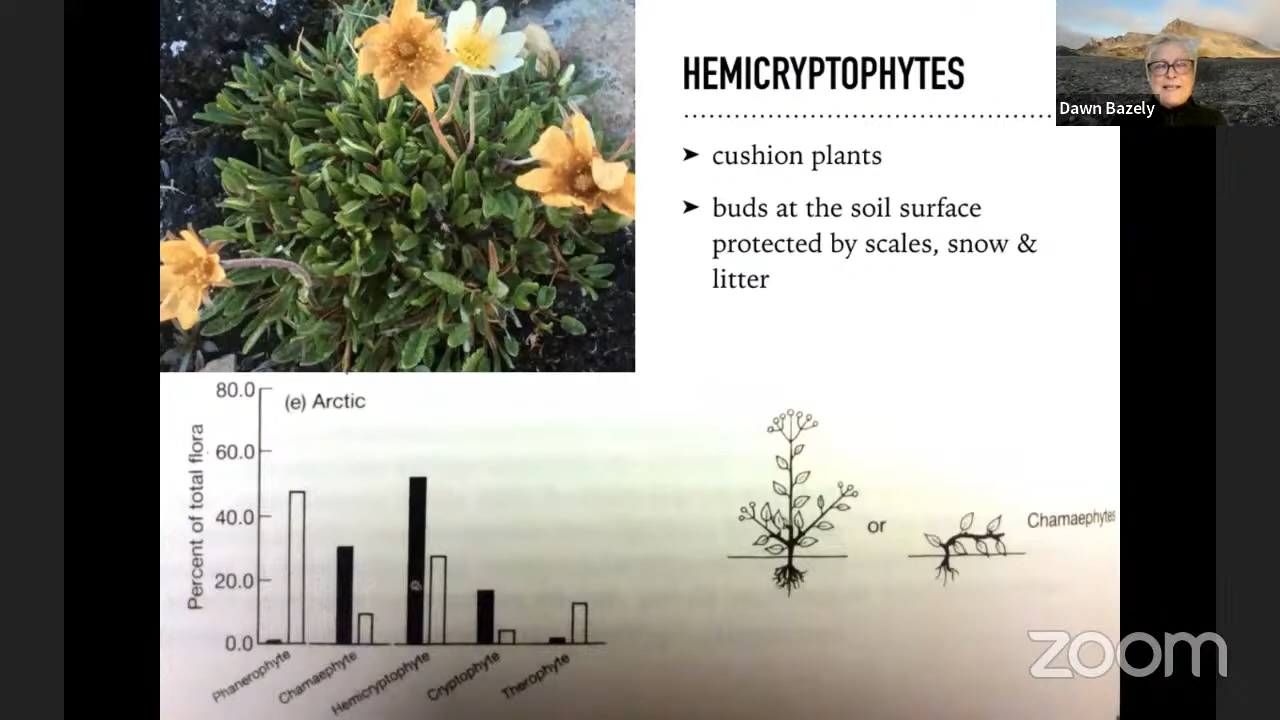 HEMICRYPTOPHYTES
➤ cushion plants
➤ buds at the soil surface
protected by scales, snow &
litter
Dawn Bazely
(e) Arctic
Percent of total flora
80.0
60.0
40.0
20.0
0.0
Phanerophyte
Chamaephyte
Hemicryptophyte
Cryptophyte
Therophyte
or
Chamaephytes
zoom